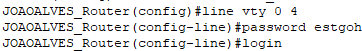 JOAOALVES_Router(config)#line vty 0 4
JOAOALVES_Router(config-line)#password estgoh
JOAOALVES_Router(config-line)#login